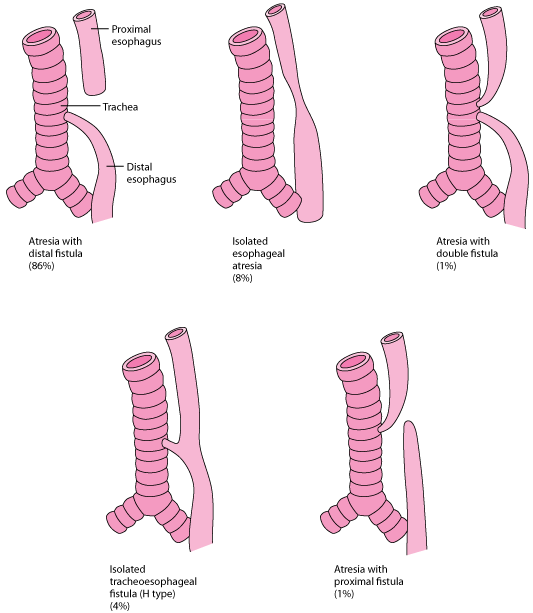 Proximal
esophagus
Trachea
Distal
esophagus
Atresia with
distal fistula
(86%)
Isolated
esophageal
atresia
(8%)
Atresia with
double fistula
(1%)
Isolated
tracheoesophageal
fistula (H type)
(4%)
Atresia with
proximal fistula
(1%)